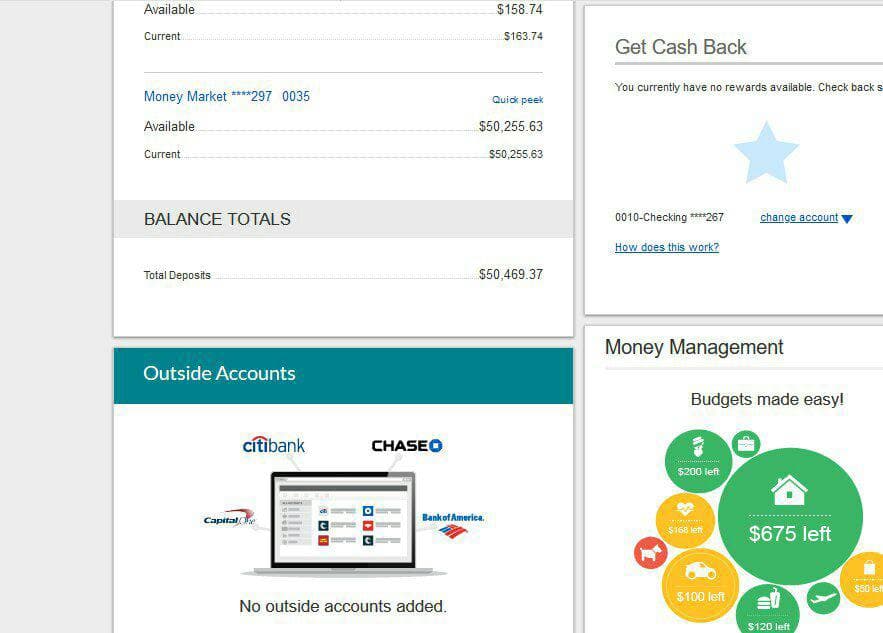 Available $158.74
Current $163.74
Money Market ****297 0035 Quick peek
Available $50,255.63
Current $50,255.63
BALANCE TOTALS
Total Deposits $50,469.37
Outside Accounts
citibank
CHASE
Capital One
Bank of America.
No outside accounts added.
Get Cash Back
You currently have no rewards available. Check back s
0010-Checking ****267 change account
How does this work?
Money Management
Budgets made easy!
$200 left
$168 left
$675 left
$100 left
$50 left
$120 left